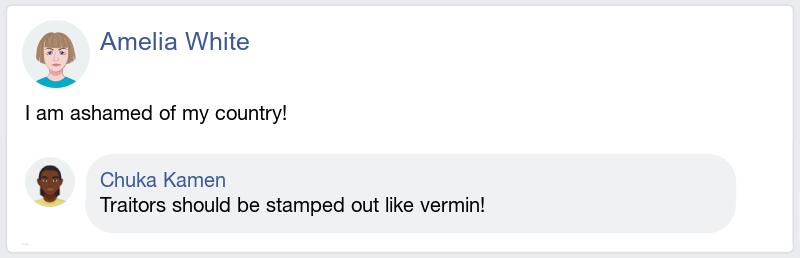 Amelia White
I am ashamed of my country!
Chuka Kamen
Traitors should be stamped out like vermin!